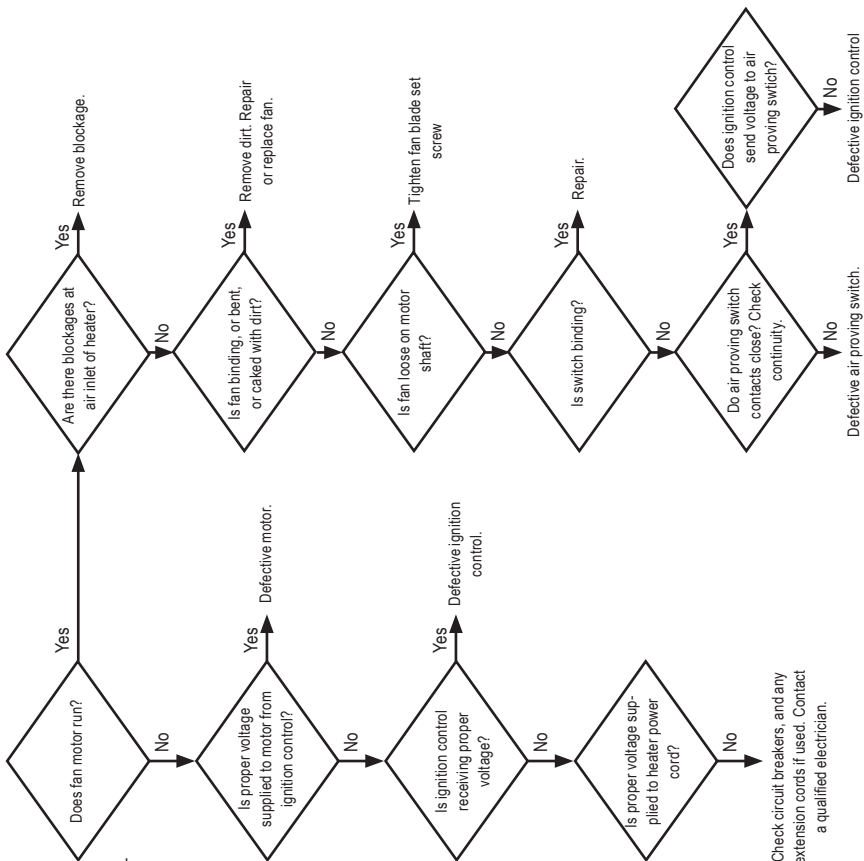 Does fan motor run?
Yes
No
Is proper voltage
supplied to motor from
ignition control?
Yes
Defective motor.
No
Is ignition control
receiving proper
voltage?
Yes
Defective ignition
control.
No
Is proper voltage sup-
plied to heater power
cord?
No
Check circuit breakers, and any
extension cords if used. Contact
a qualified electrician.
Are there blockages at
air inlet of heater?
Yes
Remove blockage.
No
Is fan binding, or bent,
or caked with dirt?
Yes
Remove dirt. Repair
or replace fan.
No
Is fan loose on motor
shaft?
Yes
Tighten fan blade set
screw
No
Is switch binding?
Yes
Repair.
No
Do air proving switch
contacts close? Check
continuity.
Yes
No
Defective air proving switch.
Does ignition control
send voltage to air
proving swtich?
No
Defective ignition control